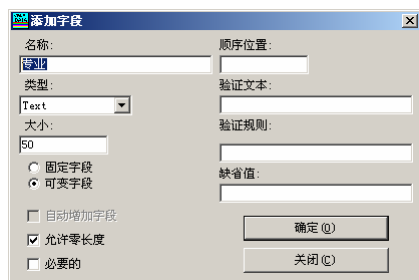 添加字段
名称:
专业
类型:
Text
大小:
50
固定字段
可变字段
自动增加字段
允许零长度
必要的
顺序位置:
验证文本:
验证规则:
缺省值:
确定(O)
关闭(C)